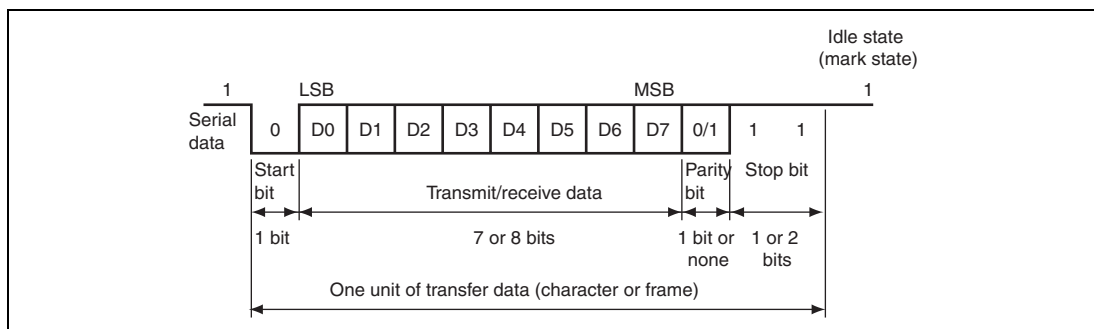 Idle state
(mark state)
1 LSB MSB 1
Serial
data
0 D0 D1 D2 D3 D4 D5 D6 D7 0/1 1 1
Start
bit
Transmit/receive data
Parity
bit
Stop bit
1 bit
7 or 8 bits
1 bit or
none
1 or 2
bits
One unit of transfer data (character or frame)